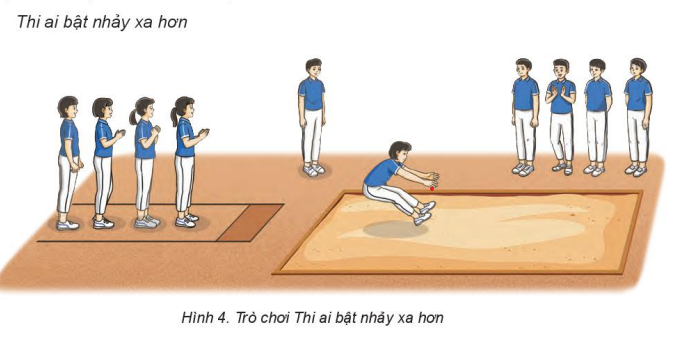 Thi ai bật nhảy xa hơn
Hình 4. Trò chơi Thi ai bật nhảy xa hơn